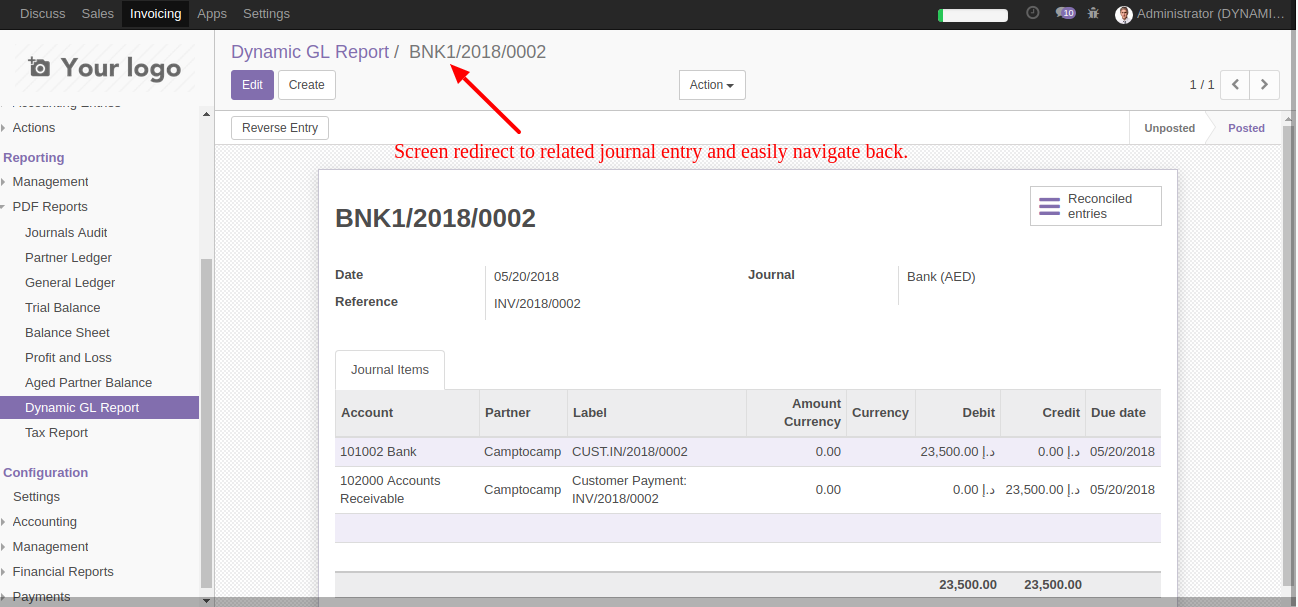 Discuss Sales Invoicing Apps Settings 10 Administrator (DYNAMI...
Your logo
Dynamic GL Report / BNK1/2018/0002
Edit Create Action 1 / 1
Accounting Entries
Actions
Reporting
Management
PDF Reports
Journals Audit
Partner Ledger
General Ledger
Trial Balance
Balance Sheet
Profit and Loss
Aged Partner Balance
Dynamic GL Report
Tax Report
Configuration
Settings
Accounting
Management
Financial Reports
Payments
Reverse Entry Unposted Posted
Screen redirect to related journal entry and easily navigate back.
Reconciled
entries
BNK1/2018/0002
Date 05/20/2018 Journal Bank (AED)
Reference INV/2018/0002
Journal Items
Account Partner Label Amount Currency Currency Debit Credit Due date
101002 Bank Camptocamp CUST.IN/2018/0002 0.00 23,500.00 د.إ 0.00 د.إ 05/20/2018
102000 Accounts Receivable Camptocamp Customer Payment: INV/2018/0002 0.00 0.00 د.إ 23,500.00 د.إ 05/20/2018
23,500.00 23,500.00